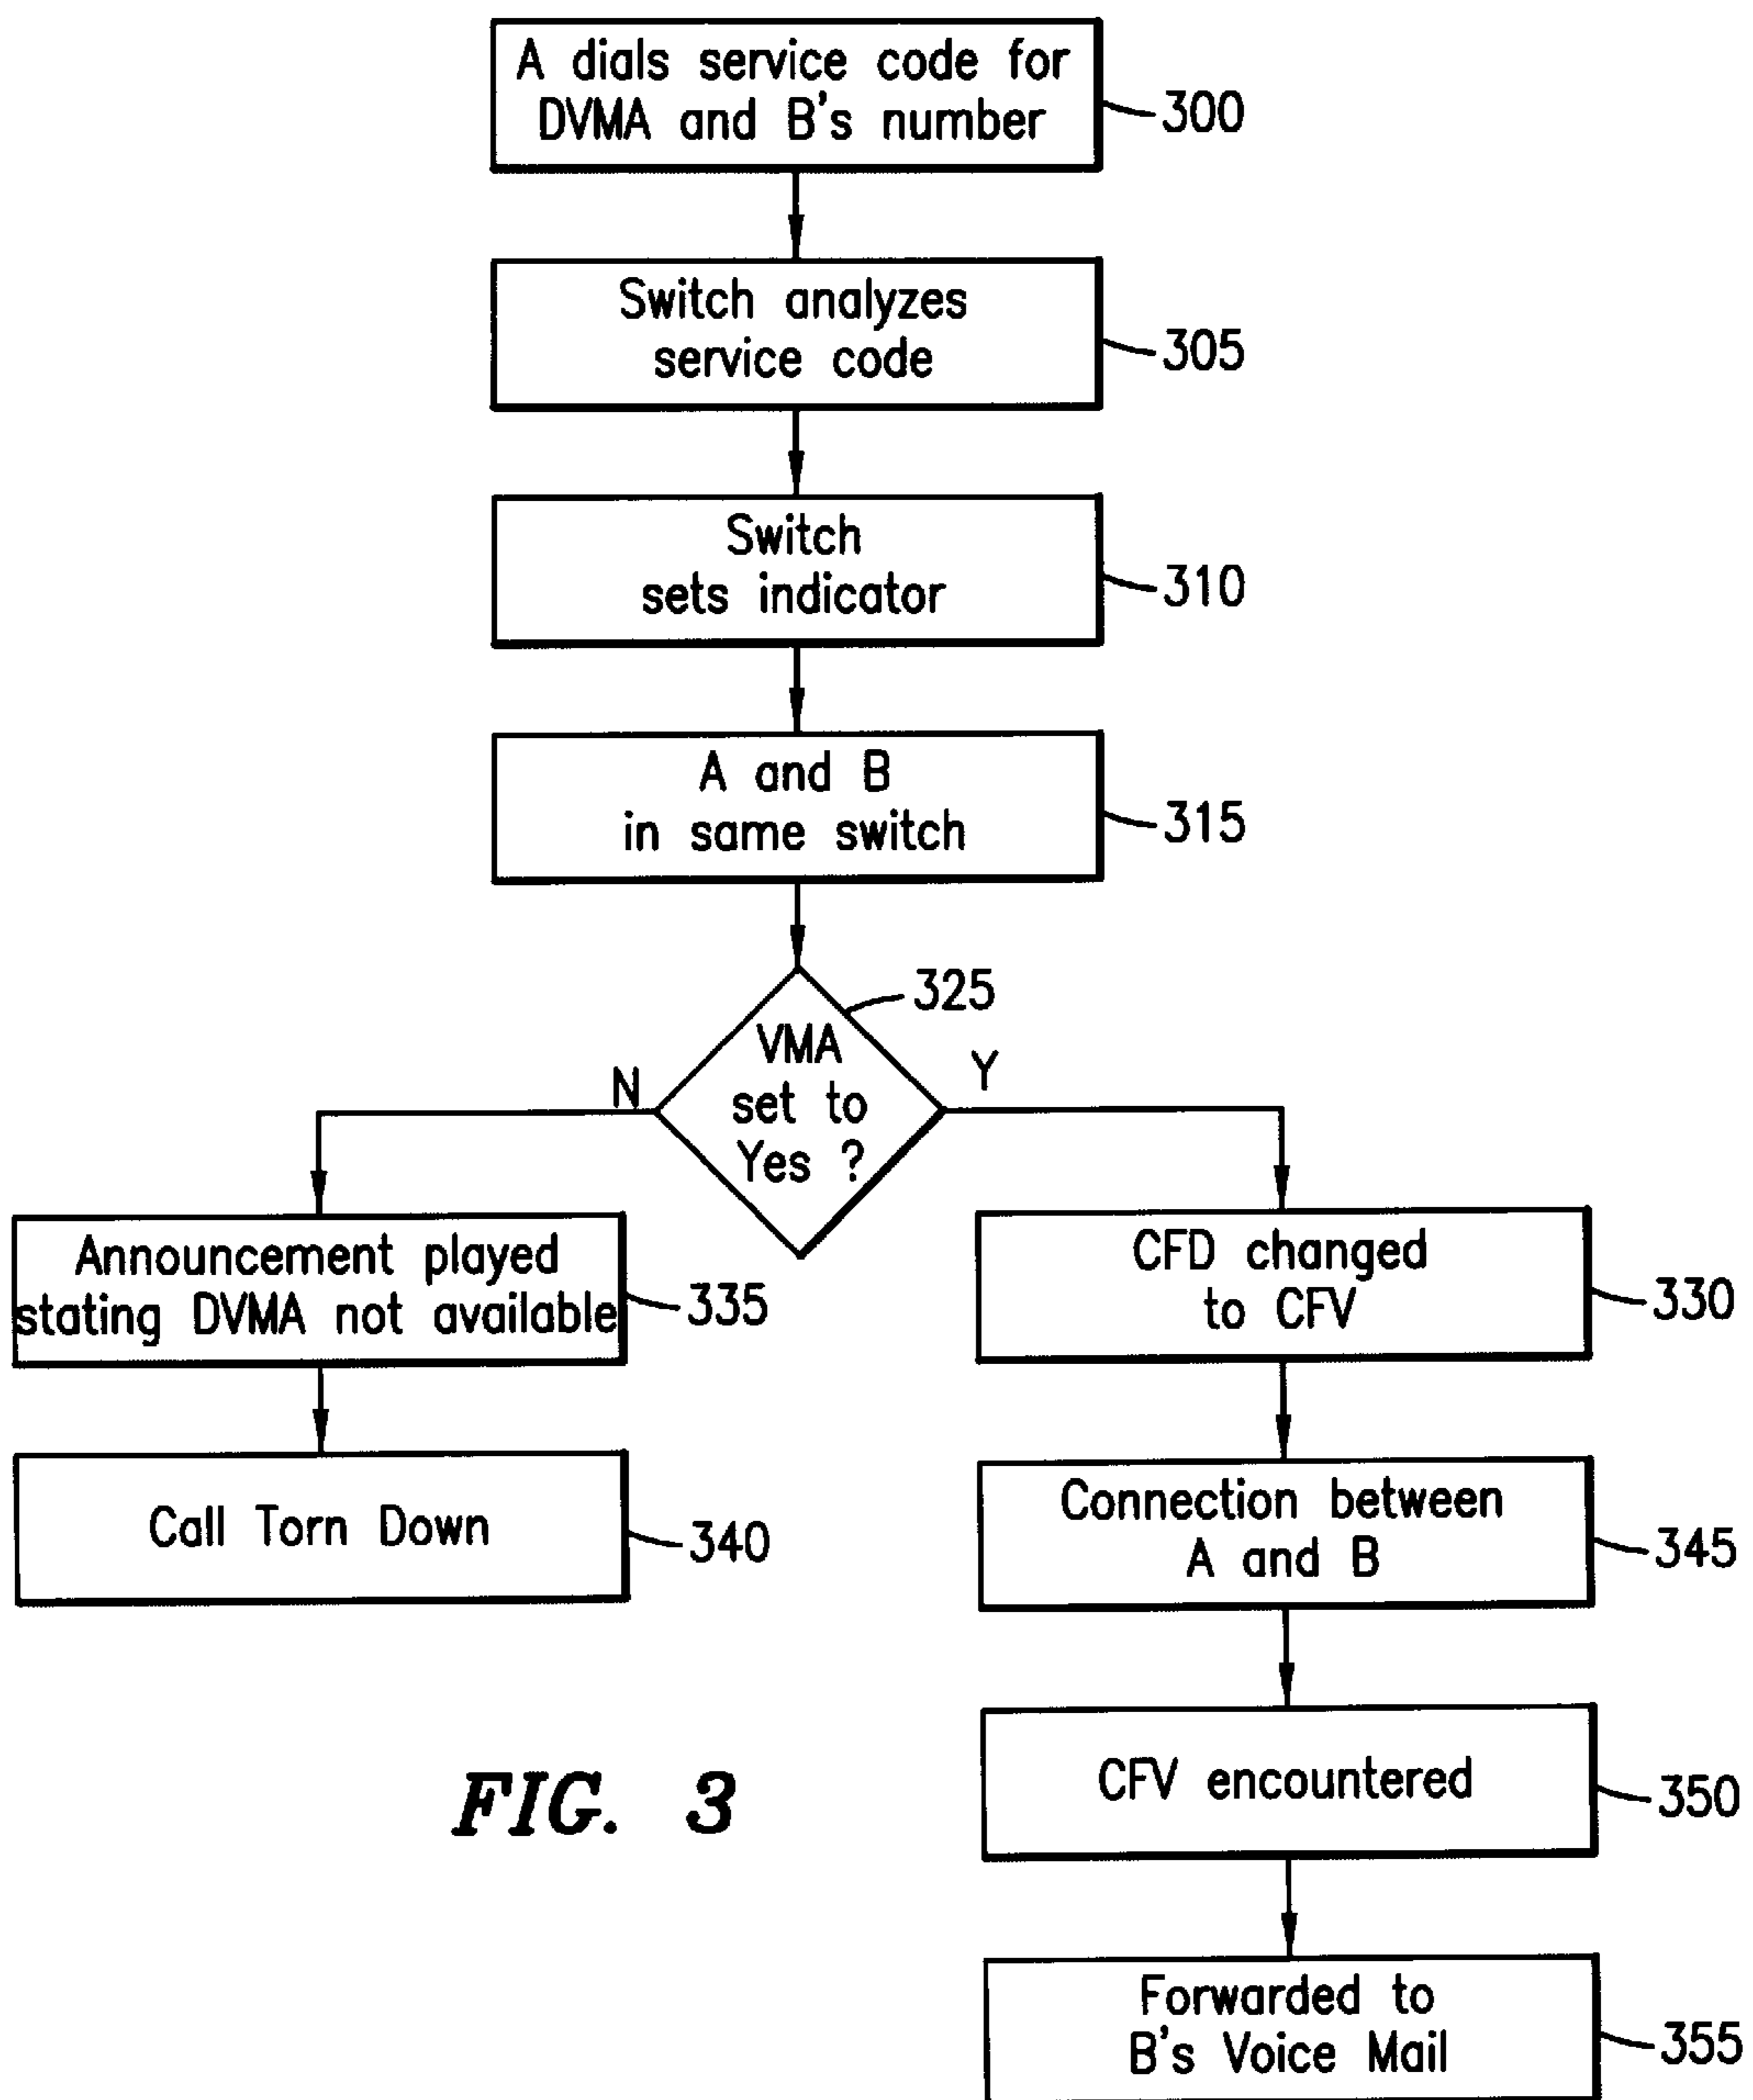 A dials service code for
DVMA and B's number
300
Switch analyzes
service code
305
Switch
sets indicator
310
A and B
in same switch
315
325
VMA
set to
Yes ?
N
Y
Announcement played
stating DVMA not available
335
CFD changed
to CFV
330
Call Torn Down
340
Connection between
A and B
345
CFV encountered
350
FIG. 3
Forwarded to
B's Voice Mail
355